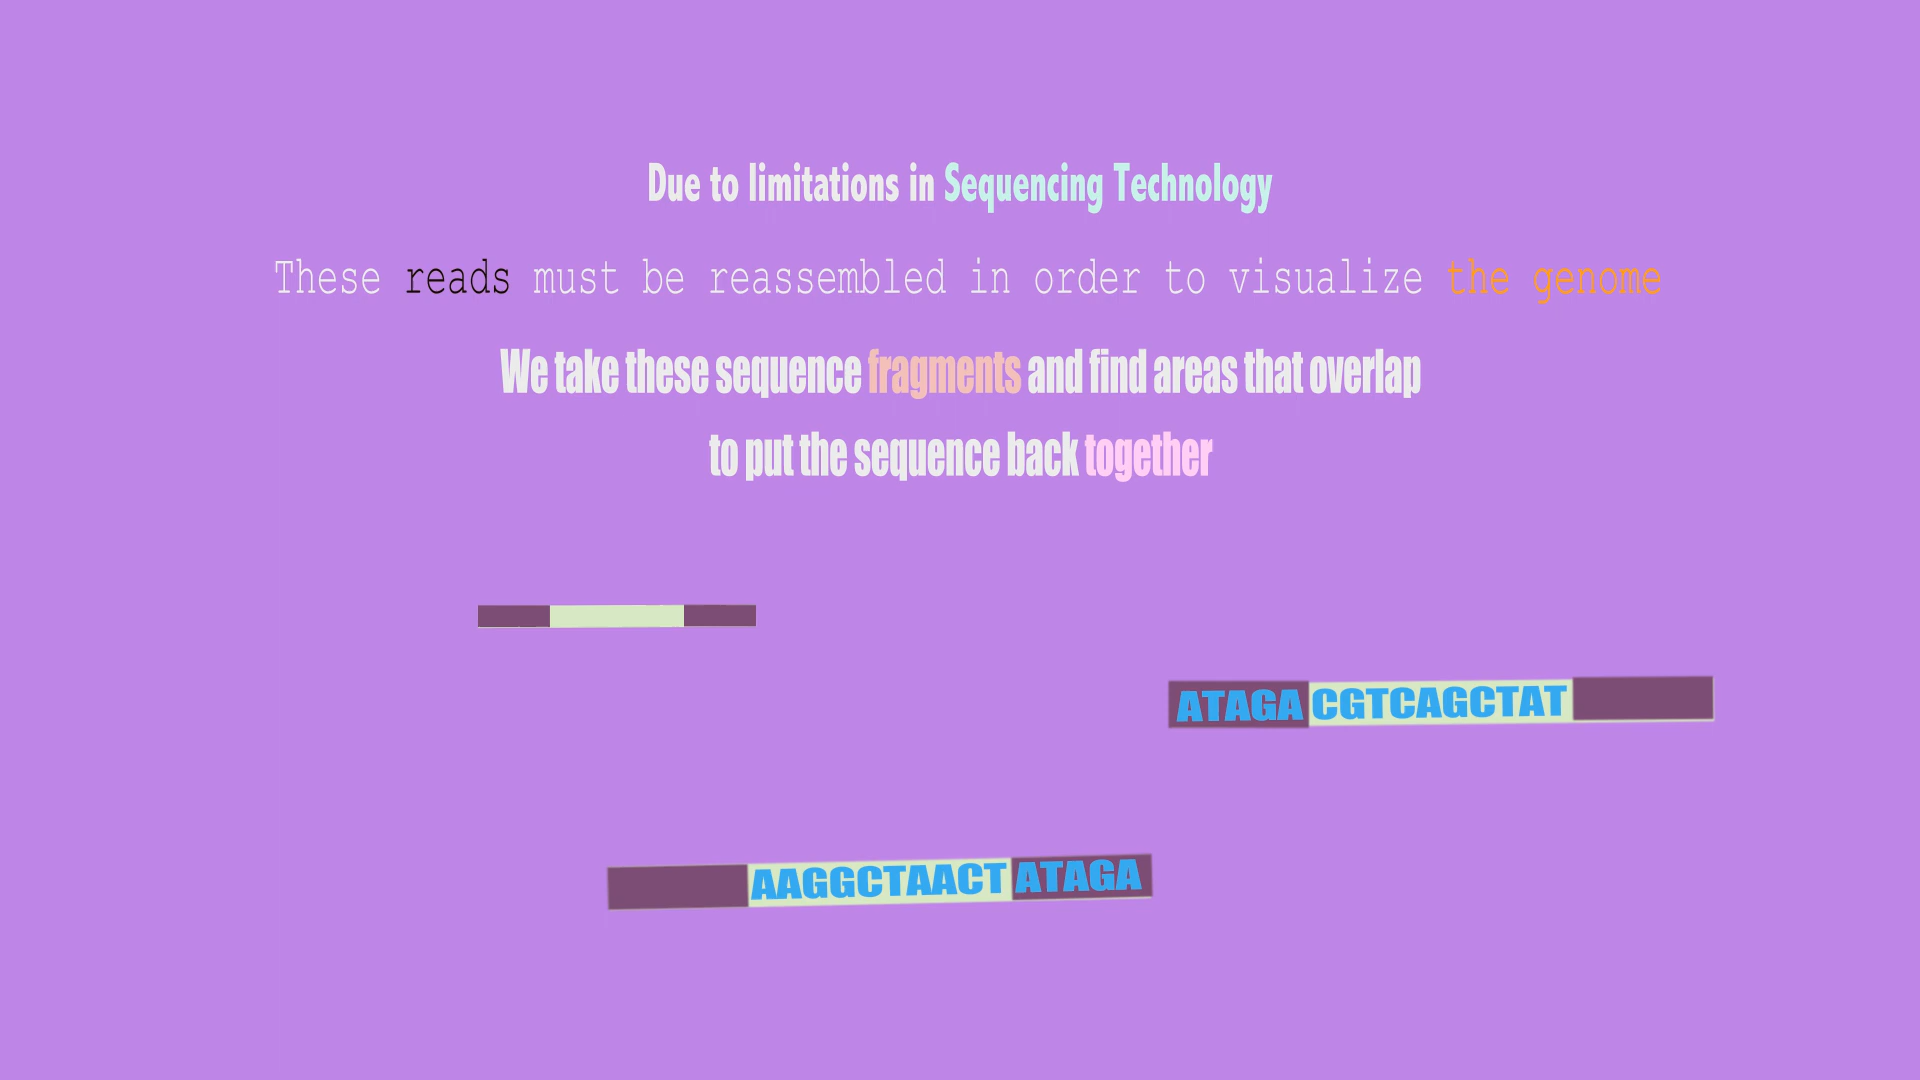 Due to limitations in Sequencing Technology
These reads must be reassembled in order to visualize the genome
We take these sequence fragments and find areas that overlap
to put the sequence back together
ATAGA CGTCAGCTAT
AAGGCTAACT ATAGA